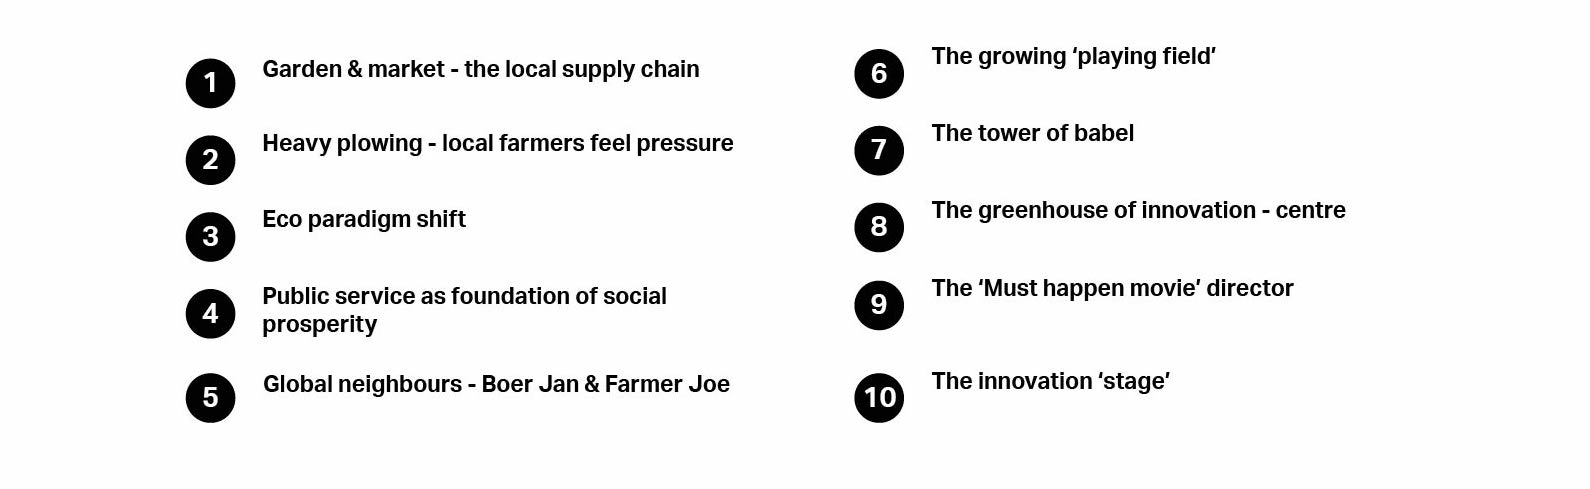 1 Garden & market - the local supply chain
2 Heavy plowing - local farmers feel pressure
3 Eco paradigm shift
4 Public service as foundation of social
prosperity
5 Global neighbours - Boer Jan & Farmer Joe
6 The growing ‘playing field’
7 The tower of babel
8 The greenhouse of innovation - centre
9 The ‘Must happen movie’ director
10 The innovation ‘stage’